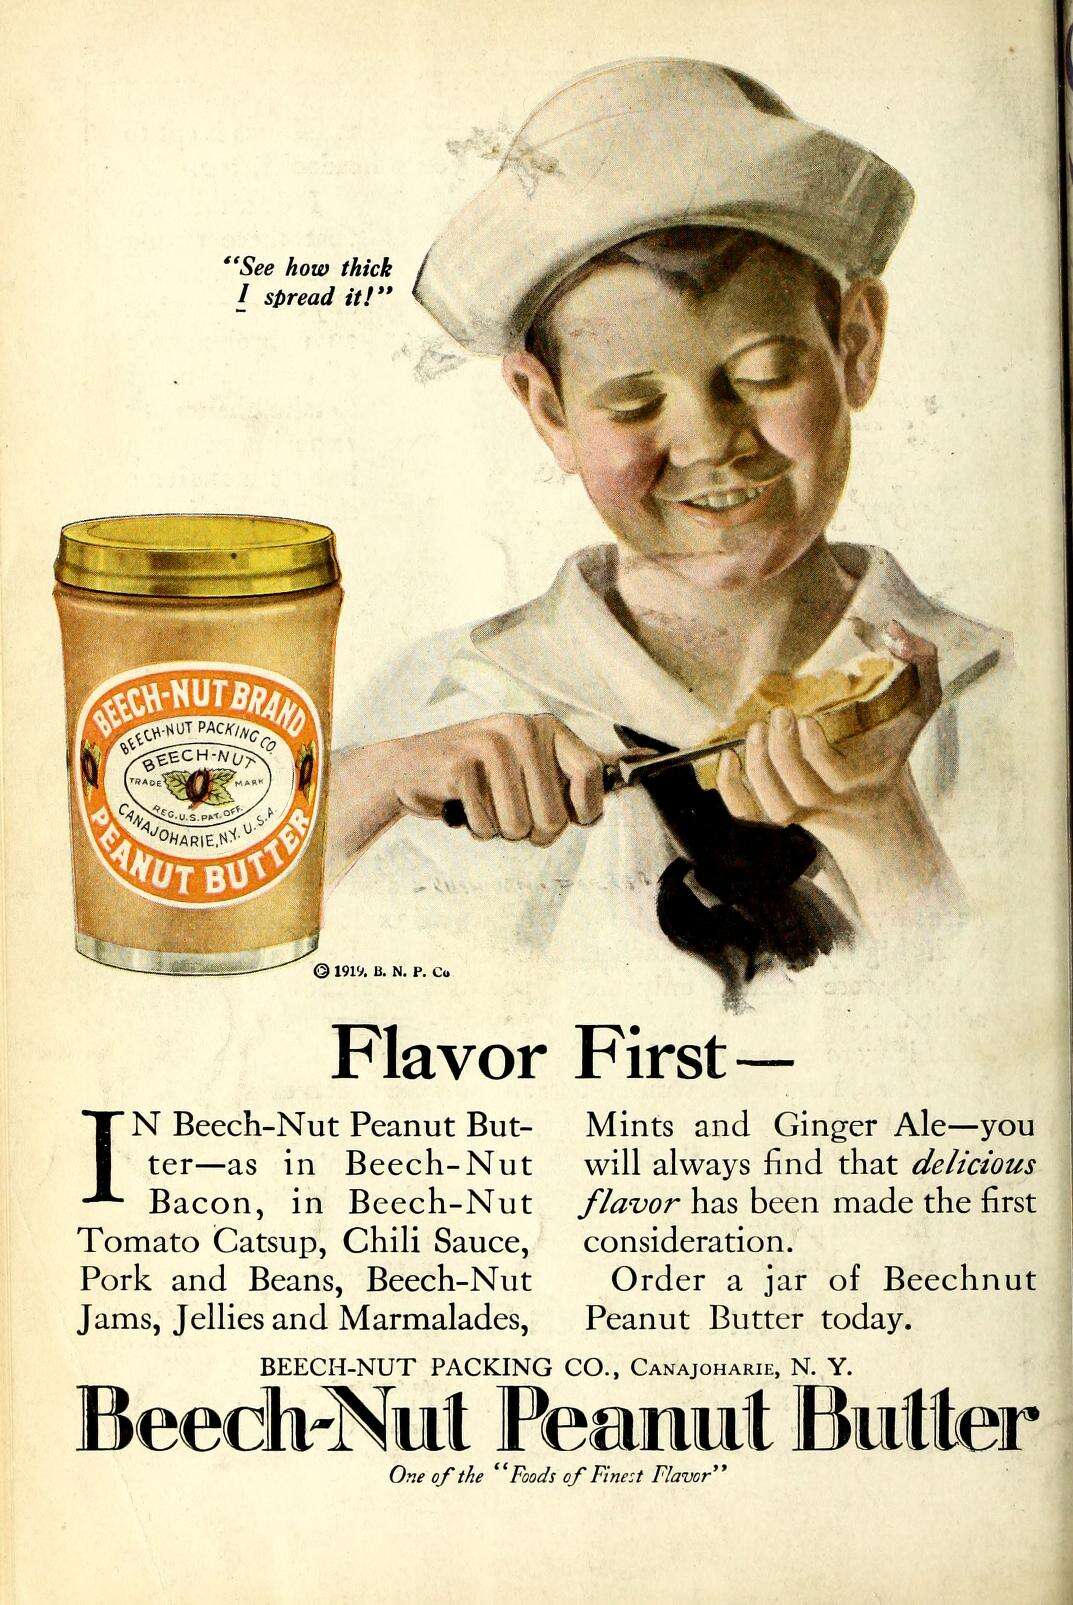 "See how thick
I spread it!"
BEECH-NUT BRAND
BEECH-NUT PACKING CO.
BEECH-NUT
TRADE MARK
REG. U.S. PAT. OFF.
CANAJOHARIE, N.Y. U.S.A.
PEANUT BUTTER
© 1919. B. N. P. Co
Flavor First—
IN Beech-Nut Peanut But-
ter—as in Beech-Nut
Bacon, in Beech-Nut
Tomato Catsup, Chili Sauce,
Pork and Beans, Beech-Nut
Jams, Jellies and Marmalades,
Mints and Ginger Ale—you
will always find that delicious
flavor has been made the first
consideration.
Order a jar of Beechnut
Peanut Butter today.
BEECH-NUT PACKING CO., CANAJOHARIE, N. Y.
Beech-Nut Peanut Butter
One of the "Foods of Finest Flavor"